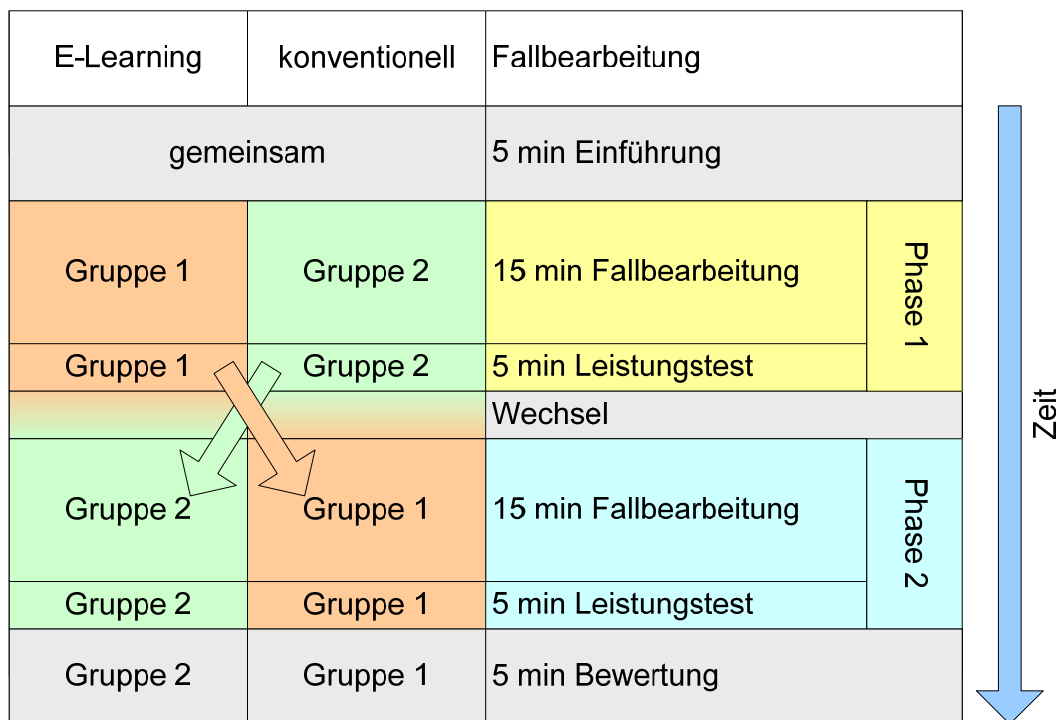 E-Learning konventionell Fallbearbeitung
gemeinsam 5 min Einführung
Gruppe 1 Gruppe 2 15 min Fallbearbeitung
Phase 1
Gruppe 1 Gruppe 2 5 min Leistungstest
Wechsel
Zeit
Gruppe 2 Gruppe 1 15 min Fallbearbeitung
Phase 2
Gruppe 2 Gruppe 1 5 min Leistungstest
Gruppe 2 Gruppe 1 5 min Bewertung